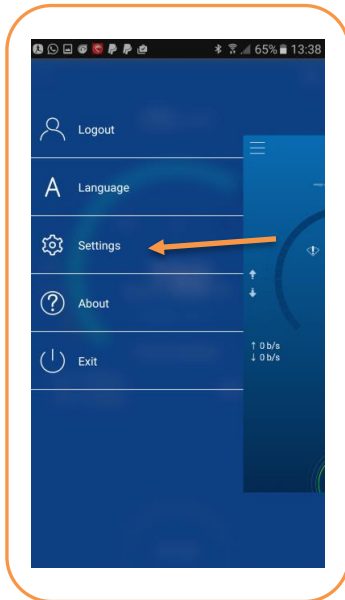 65% 13:38
Logout
A Language
Settings
About
Exit
↑ 0 b/s
↓ 0 b/s